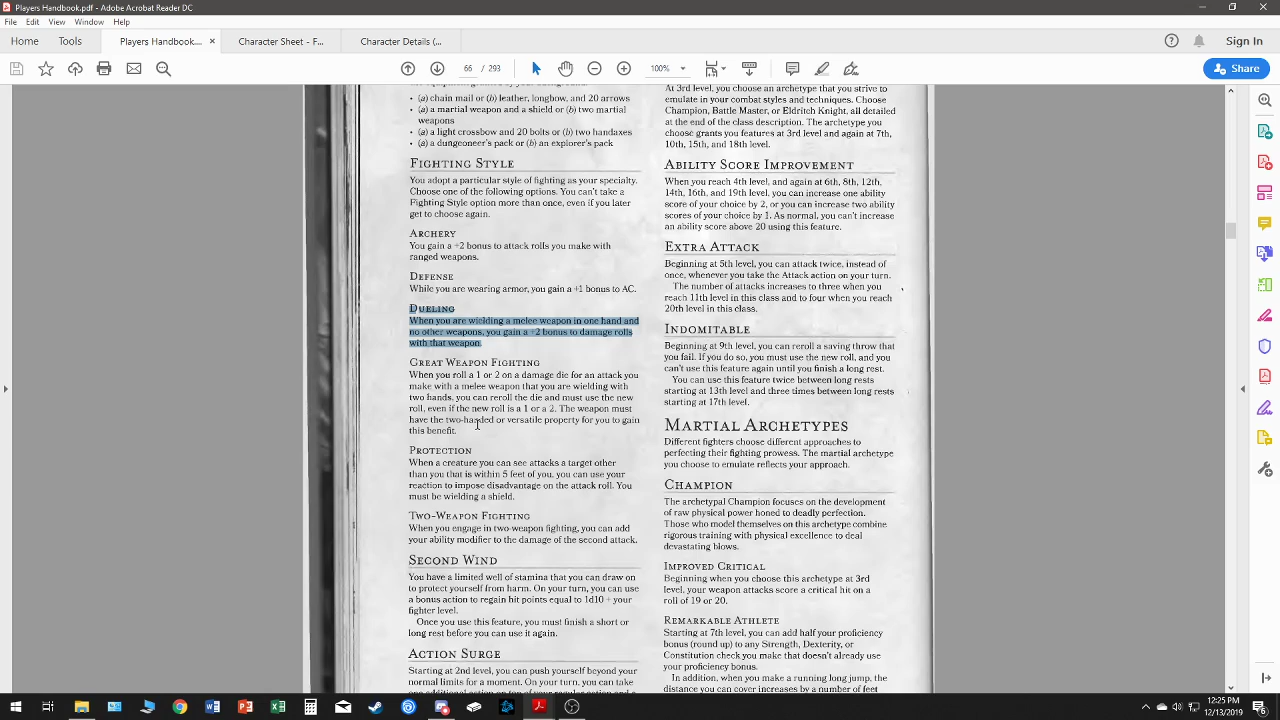 Players Handbook.pdf - Adobe Acrobat Reader DC
File Edit View Window Help
Home Tools Players Handbook.... × Character Sheet - F... Character Details (... Sign In
66 / 293 100% Share
• (a) chain mail or (b) leather, longbow, and 20 arrows
• (a) a martial weapon and a shield or (b) two martial
weapons
• (a) a light crossbow and 20 bolts or (b) two handaxes
• (a) a dungeoneer's pack or (b) an explorer's pack
Fighting Style
You adopt a particular style of fighting as your specialty.
Choose one of the following options. You can't take a
Fighting Style option more than one, even if you later
get to choose again.
Archery
You gain a +2 bonus to attack rolls you make with
ranged weapons.
Defense
While you are wearing armor, you gain a +1 bonus to AC.
Dueling
When you are wielding a melee weapon in one hand and
no other weapons, you gain a +2 bonus to damage rolls
with that weapon.
Great Weapon Fighting
When you roll a 1 or 2 on a damage die for an attack you
make with a melee weapon that you are wielding with
two hands, you can reroll the die and must use the new
roll, even if the new roll is a 1 or a 2. The weapon must
have the two-handed or versatile property for you to gain
this benefit.
Protection
When a creature you can see attacks a target other
than you that is within 5 feet of you, you can use your
reaction to impose disadvantage on the attack roll. You
must be wielding a shield.
Two-Weapon Fighting
When you engage in two-weapon fighting, you can add
your ability modifier to the damage of the second attack.
Second Wind
You have a limited well of stamina that you can draw on
to protect yourself from harm. On your turn, you can use
a bonus action to regain hit points equal to 1d10 + your
fighter level.
Once you use this feature, you must finish a short or
long rest before you can use it again.
Action Surge
Starting at 2nd level, you can push yourself beyond your
normal limits for a moment. On your turn, you can take
At 3rd level, you choose an archetype that you strive to
emulate in your combat styles and techniques. Choose
Champion, Battle Master, or Eldritch Knight, all detailed
at the end of the class description. The archetype you
choose grants you features at 3rd level and again at 7th,
10th, 15th, and 18th level.
Ability Score Improvement
When you reach 4th level, and again at 6th, 8th, 12th,
14th, 16th, and 19th level, you can increase one ability
score of your choice by 2, or you can increase two ability
scores of your choice by 1. As normal, you can't increase
an ability score above 20 using this feature.
Extra Attack
Beginning at 5th level, you can attack twice, instead of
once, whenever you take the Attack action on your turn.
The number of attacks increases to three when you
reach 11th level in this class and to four when you reach
20th level in this class.
Indomitable
Beginning at 9th level, you can reroll a saving throw that
you fail. If you do so, you must use the new roll, and you
can't use this feature again until you finish a long rest.
You can use this feature twice between long rests
starting at 13th level and three times between long rests
starting at 17th level.
Martial Archetypes
Different fighters choose different approaches to
perfecting their fighting prowess. The martial archetype
you choose to emulate reflects your approach.
Champion
The archetypal Champion focuses on the development
of raw physical power honed to deadly perfection.
Those who model themselves on this archetype combine
rigorous training with physical excellence to deal
devastating blows.
Improved Critical
Beginning when you choose this archetype at 3rd
level, your weapon attacks score a critical hit on a
roll of 19 or 20.
Remarkable Athlete
Starting at 7th level, you can add half your proficiency
bonus (round up) to any Strength, Dexterity, or
Constitution check you make that doesn't already use
your proficiency bonus.
In addition, when you make a running long jump, the
distance you can cover increases by a number of feet
12:25 PM
12/13/2019